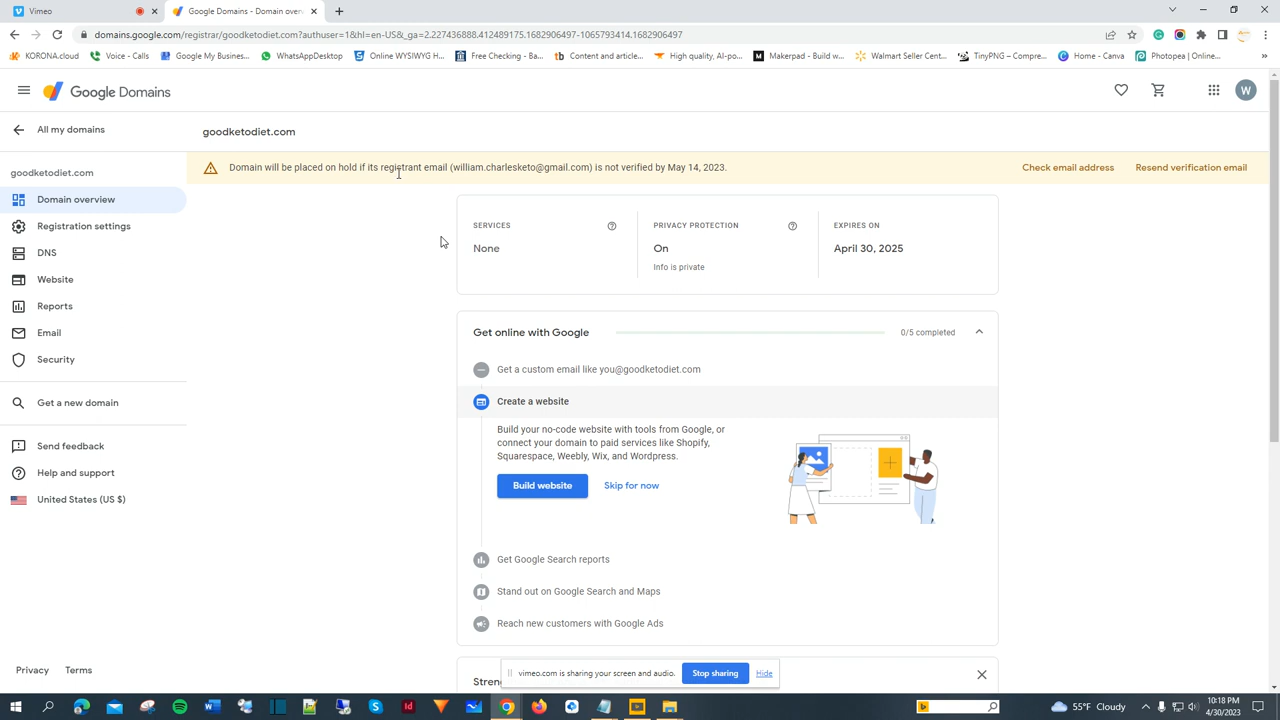 Vimeo
Google Domains - Domain overv
domains.google.com/registrar/goodketodiet.com?authuser=1&hl=en-US&_ga=2.227436888.412489175.1682906497-1065793414.1682906497
KORONA.cloud
Voice - Calls
Google My Business...
WhatsAppDesktop
Online WYSIWYG H...
Free Checking - Ba...
Content and article...
High quality, AI-po...
Makerpad - Build w...
Walmart Seller Cent...
TinyPNG – Compre...
Home - Canva
Photopea | Online...
Google Domains
W
All my domains
goodketodiet.com
goodketodiet.com
Domain will be placed on hold if its registrant email (william.charlesketo@gmail.com) is not verified by May 14, 2023.
Check email address
Resend verification email
Domain overview
Registration settings
DNS
Website
Reports
Email
Security
Get a new domain
Send feedback
Help and support
United States (US $)
Privacy
Terms
SERVICES
None
PRIVACY PROTECTION
On
Info is private
EXPIRES ON
April 30, 2025
Get online with Google
0/5 completed
Get a custom email like you@goodketodiet.com
Create a website
Build your no-code website with tools from Google, or
connect your domain to paid services like Shopify,
Squarespace, Weebly, Wix, and Wordpress.
Build website
Skip for now
Get Google Search reports
Stand out on Google Search and Maps
Reach new customers with Google Ads
Stren
vimeo.com is sharing your screen and audio.
Stop sharing
Hide
55°F Cloudy
10:18 PM
4/30/2023